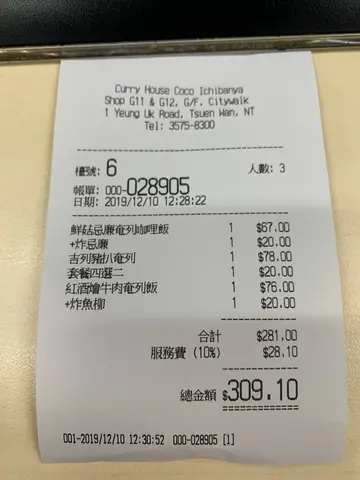 Curry House Coco Ichibanya
Shop G11 & G12, G/F, Citywalk
1 Yeung Uk Road, Tsuen Wan, NT
Tel: 3575-8300
檯號: 6 人數: 3
帳單: 000-028905
日期: 2019/12/10 12:28:22
鮮菇忌廉奄列咖哩飯 1 $67.00
+炸忌廉 1 $20.00
吉列豬扒奄列 1 $78.00
套餐四選二 1 $20.00
紅酒燴牛肉奄列飯 1 $76.00
+炸魚柳 1 $20.00
合計 $281.00
服務費 (10%) $28.10
總金額 $309.10
001-2019/12/10 12:30:52 000-028905 [1]